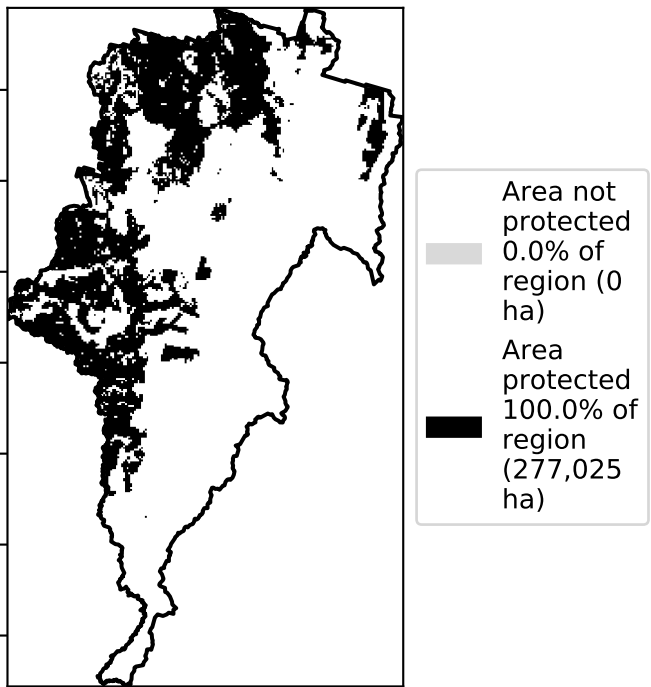 Area not
protected
0.0% of
region (0
ha)
Area
protected
100.0% of
region
(277,025
ha)